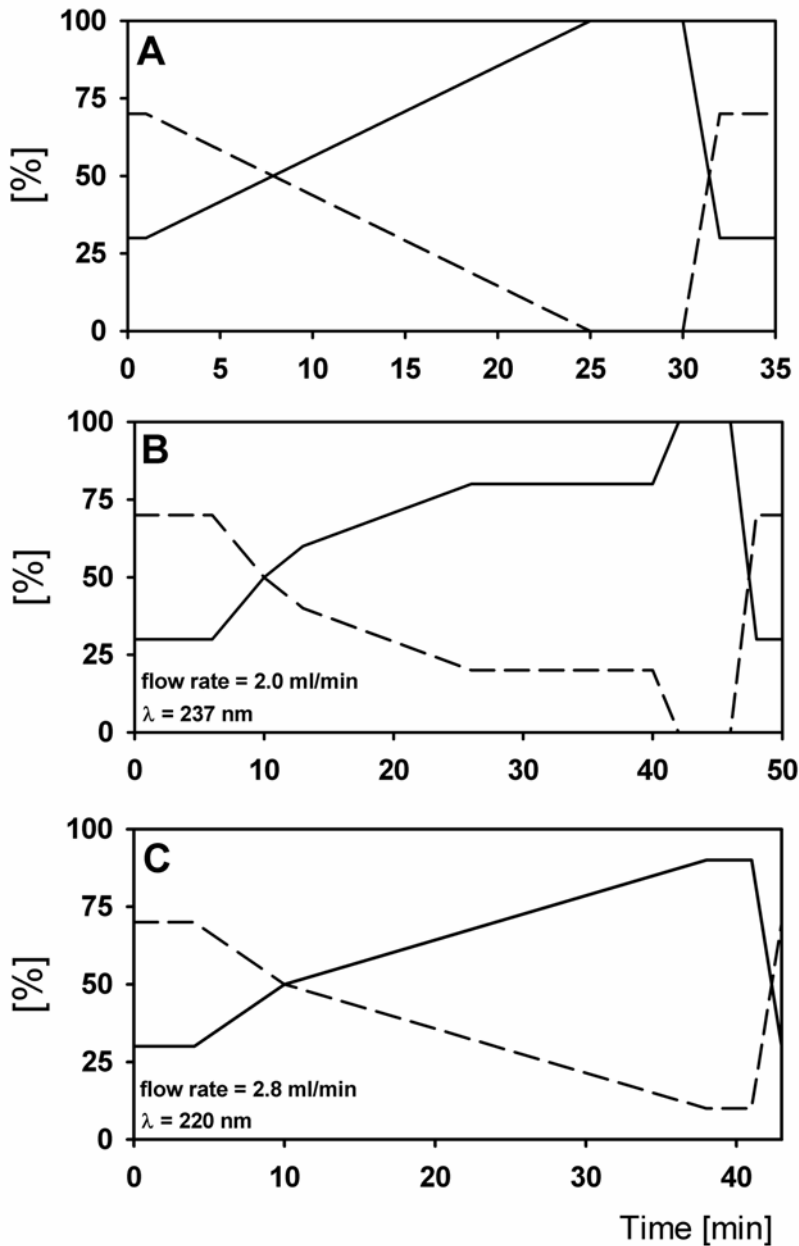 100
A
75
[%]
50
25
0
0 5 10 15 20 25 30 35
100
B
75
[%]
50
25
flow rate = 2.0 ml/min
λ = 237 nm
0
0 10 20 30 40 50
100
C
75
[%]
50
25
flow rate = 2.8 ml/min
λ = 220 nm
0
0 10 20 30 40
Time [min]